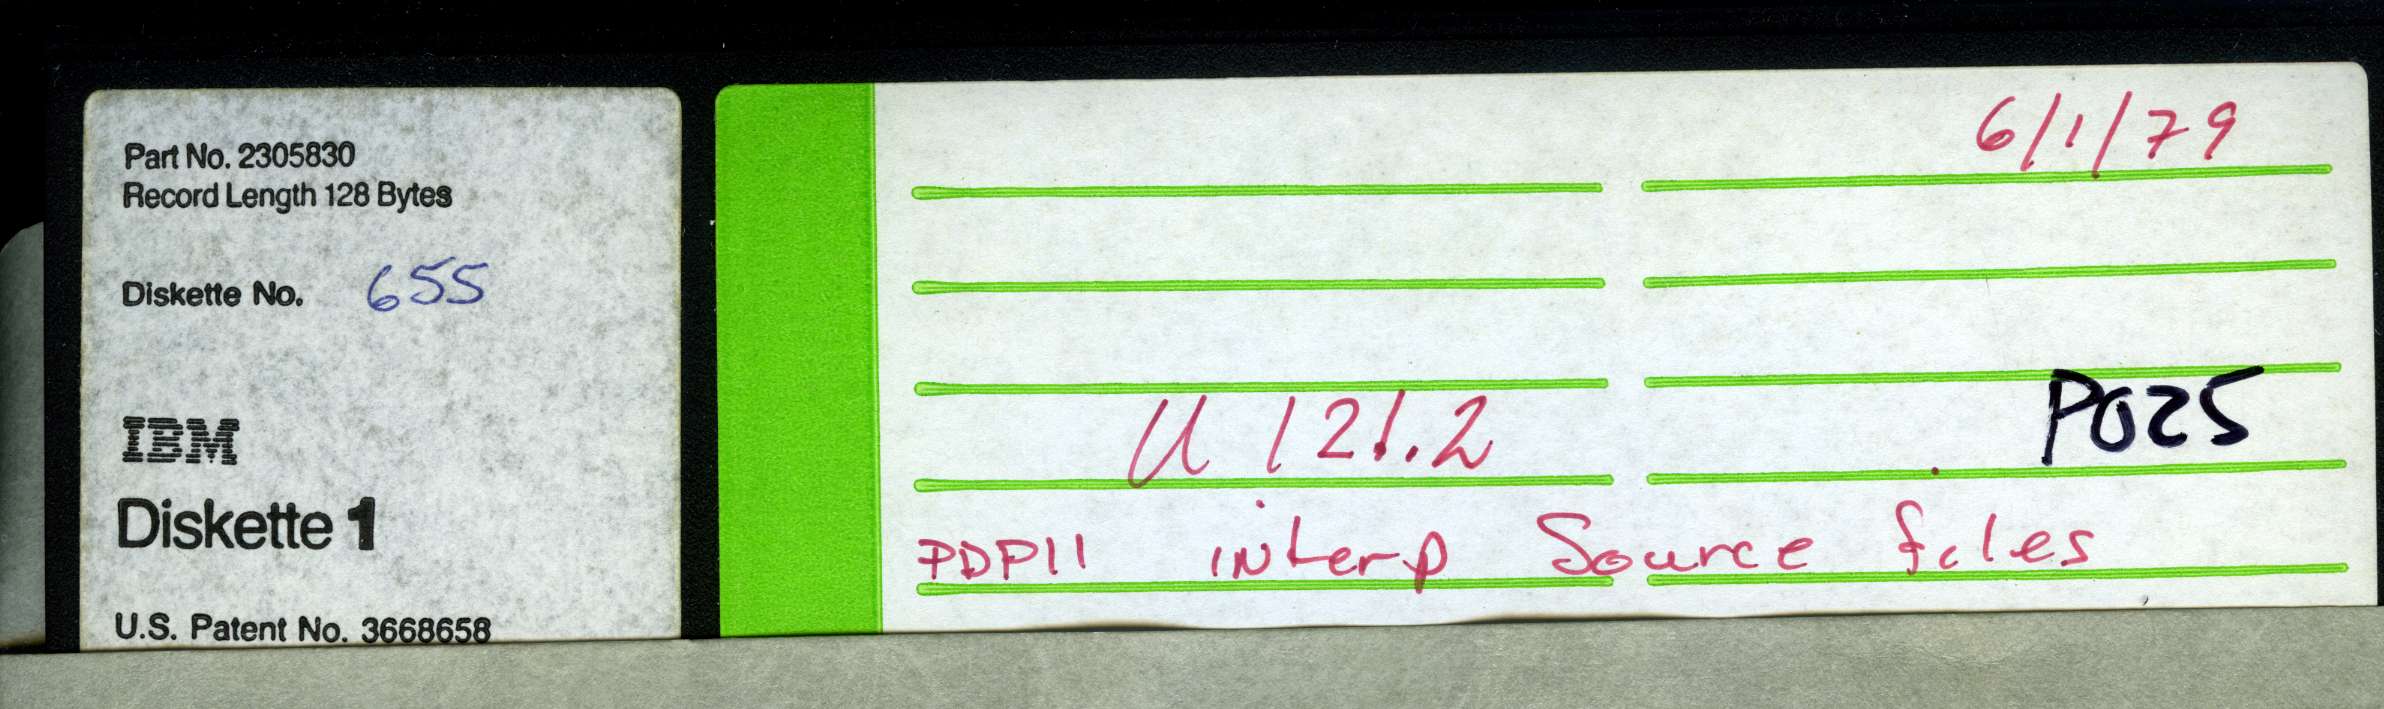 Part No. 2305830
Record Length 128 Bytes
Diskette No. 655
IBM
Diskette 1
U.S. Patent No. 3668658
6/1/79
U 121.2
P025
PDP11 interp Source files